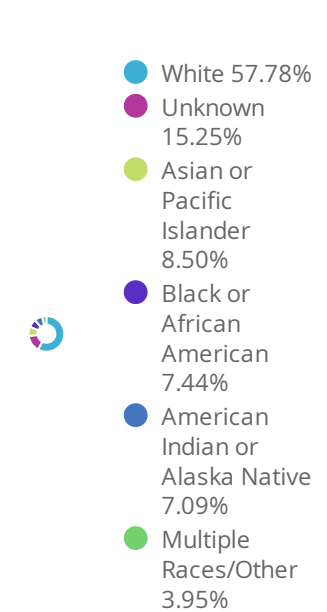 White 57.78%
Unknown
15.25%
Asian or
Pacific
Islander
8.50%
Black or
African
American
7.44%
American
Indian or
Alaska Native
7.09%
Multiple
Races/Other
3.95%